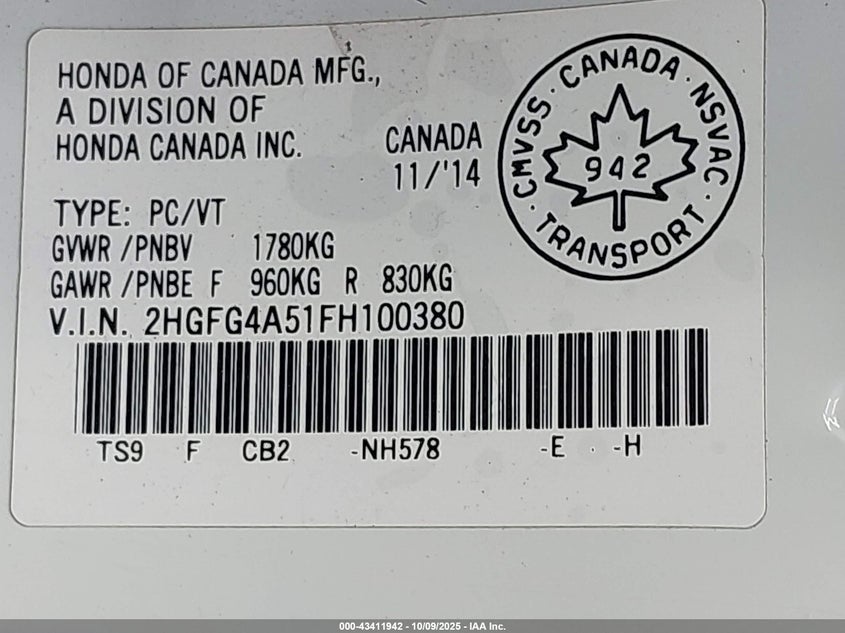 HONDA OF CANADA MFG.,
A DIVISION OF
HONDA CANADA INC.
CANADA
11/'14
CMVSS · CANADA · NSVAC · TRANSPORT ·
942
TYPE: PC/VT
GVWR /PNBV 1780KG
GAWR /PNBE F 960KG R 830KG
V.I.N. 2HGFG4A51FH100380
TS9 F CB2 -NH578 -E -H
000-43411942 - 10/09/2025 - IAA Inc.